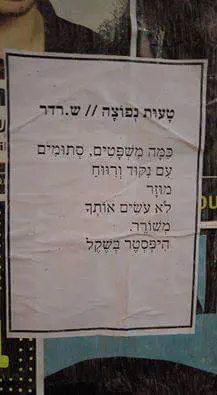 טָעוּת נְפוֹצָה // ש.רדר
כַּמָּה מִשְׁפָּטִים, סְתוּמִים
עִם נִקּוּד וְרִוּוּחַ
מוּזָר
לֹא עֹשִׂים אוֹתְךָ
מְשׁוֹרֵר.
הִיפְּסְטֶר בְּשֶׁקֶל